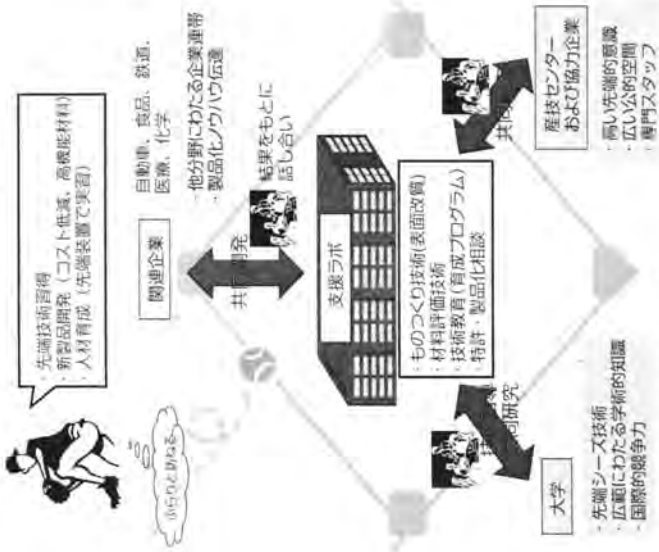 ・先端技術習得
・新製品開発（コスト低減，高機能材料）
・人材育成（先端装置で実習）
ぶらりと訪ねる
関連企業
自動車，食品，鉄道，
医療，化学
・他分野にわたる企業連帯
・製品化ノウハウ伝達
結果をもとに
話し合い
支援ラボ
・ものつくり技術(表面改質)
・材料評価技術
・技術教育(育成プログラム)
・特許・製品化相談
大学
・先端シーズ技術
・広範にわたる学術的知識
・国際的競争力
産技センター
および協力企業
・高い先端的意識
・広い公的空間
・専門スタッフ